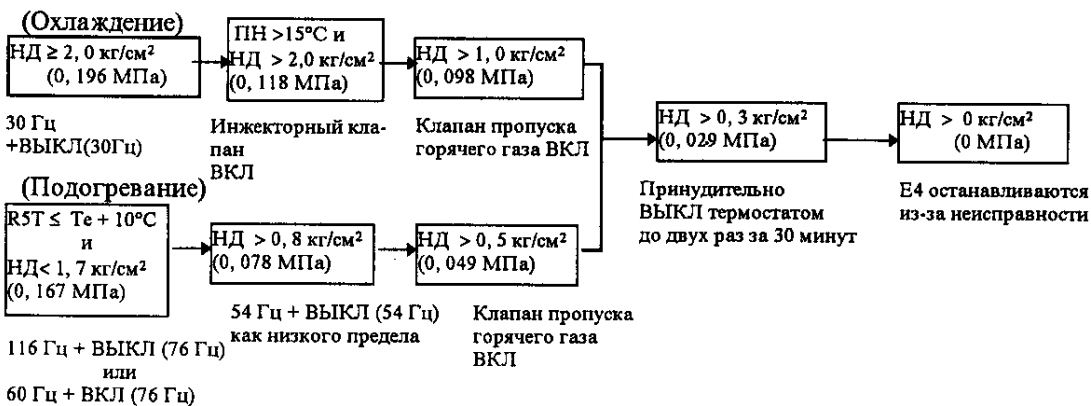 (Охлаждение)
НД ≥ 2, 0 кг/см²
(0, 196 МПа)
30 Гц
+ВЫКЛ(30Гц)
ПН >15°С и
НД > 2,0 кг/см²
(0, 118 МПа)
Инжекторный кла-
пан
ВКЛ
НД > 1, 0 кг/см²
(0, 098 МПа)
Клапан пропуска
горячего газа ВКЛ
НД > 0, 3 кг/см²
(0, 029 МПа)
Принудительно
ВЫКЛ термостатом
до двух раз за 30 минут
НД > 0 кг/см²
(0 МПа)
Е4 останавливаются
из-за неисправности
(Подогревание)
R5T ≤ Te + 10°С
и
НД< 1, 7 кг/см²
(0, 167 МПа)
116 Гц + ВЫКЛ (76 Гц)
или
60 Гц + ВКЛ (76 Гц)
НД > 0, 8 кг/см²
(0, 078 МПа)
54 Гц + ВЫКЛ (54 Гц)
как низкого предела
НД > 0, 5 кг/см²
(0, 049 МПа)
Клапан пропуска
горячего газа
ВКЛ